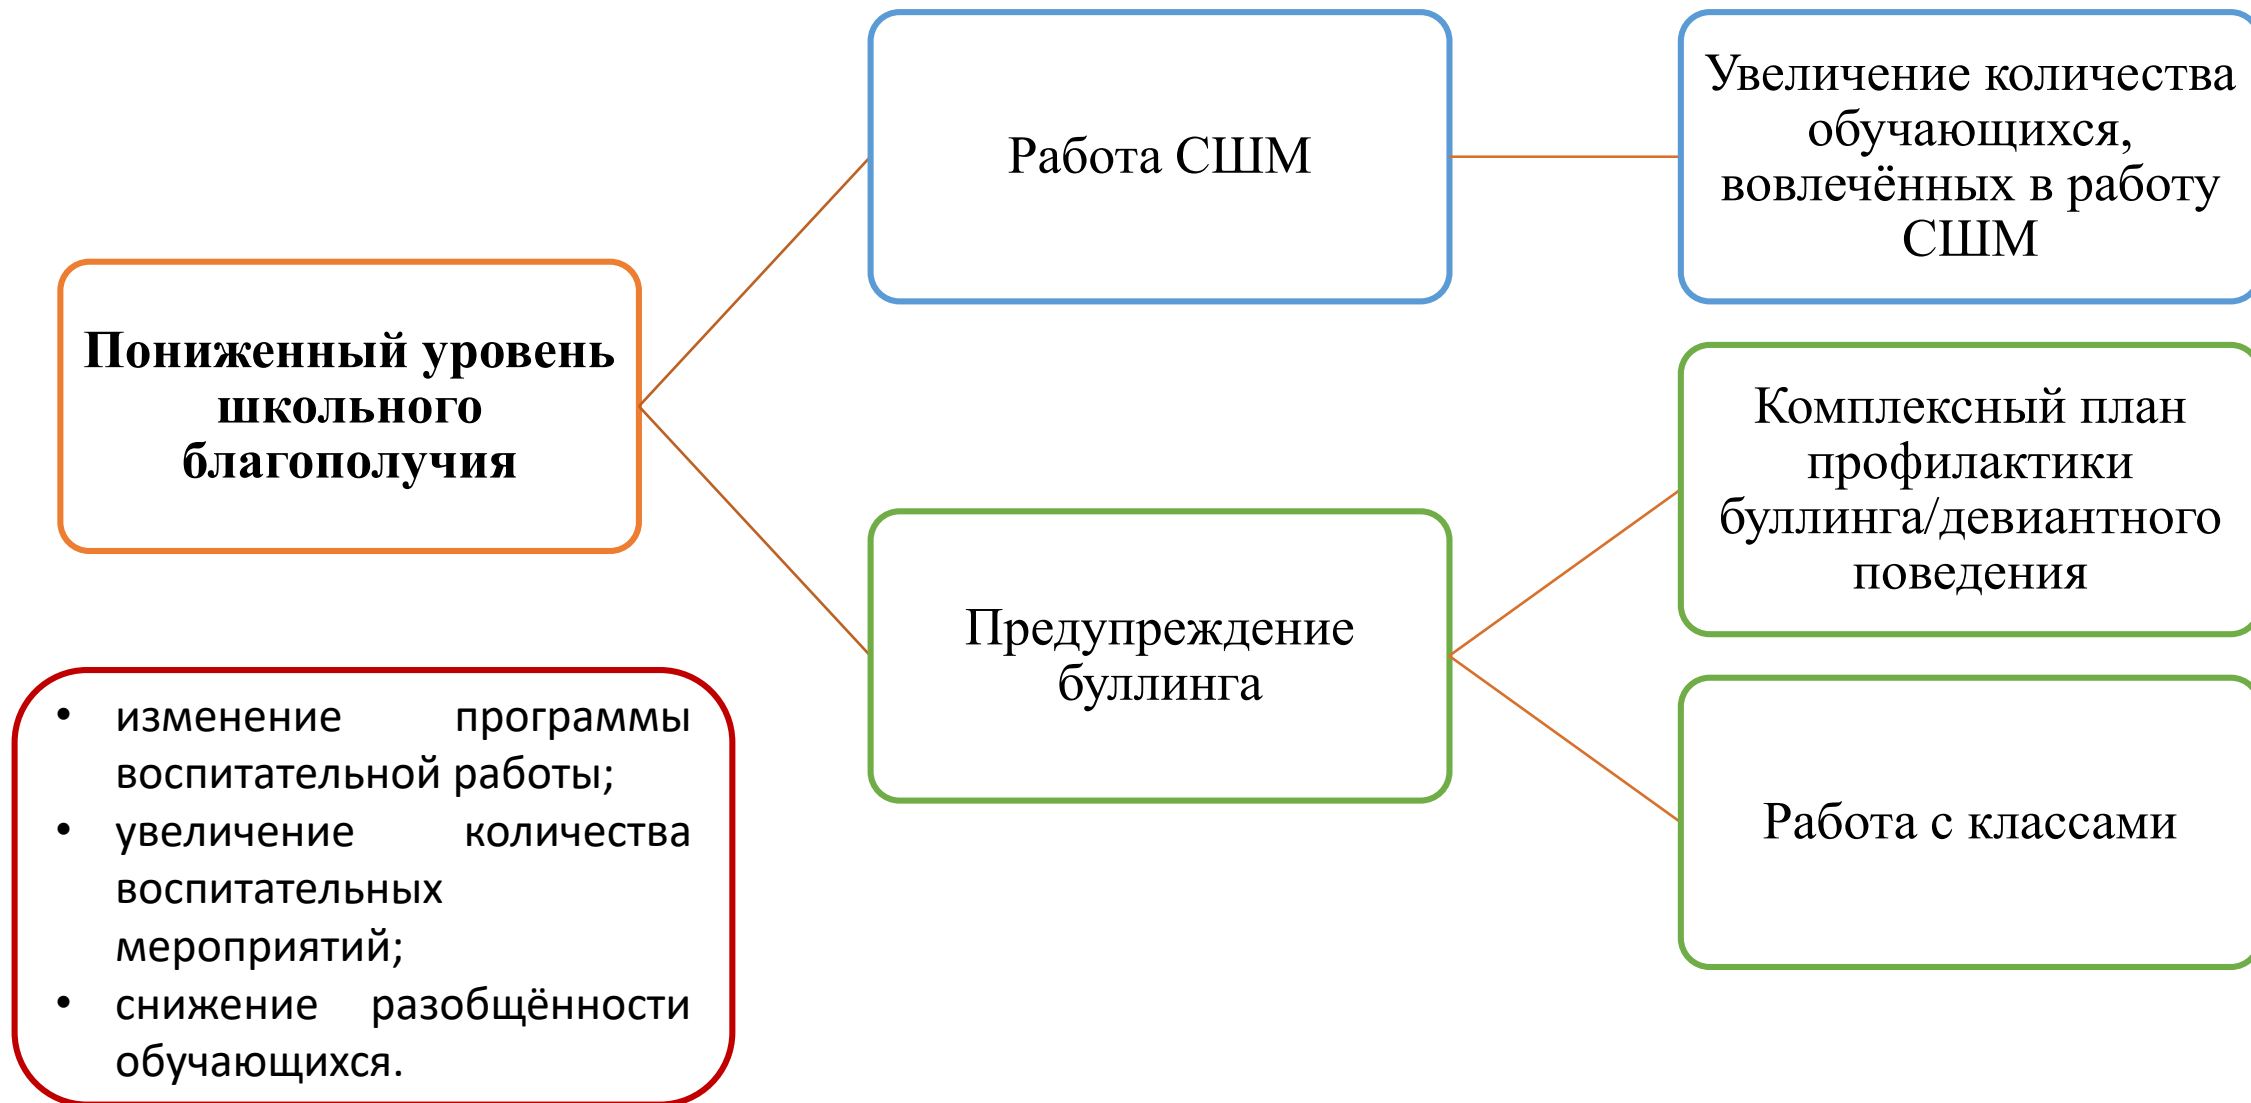 Пониженный уровень
школьного
благополучия
Работа СШМ
Увеличение количества
обучающихся,
вовлечённых в работу
СШМ
Предупреждение
буллинга
Комплексный план
профилактики
буллинга/девиантного
поведения
Работа с классами
• изменение программы
воспитательной работы;
• увеличение количества
воспитательных
мероприятий;
• снижение разобщённости
обучающихся.